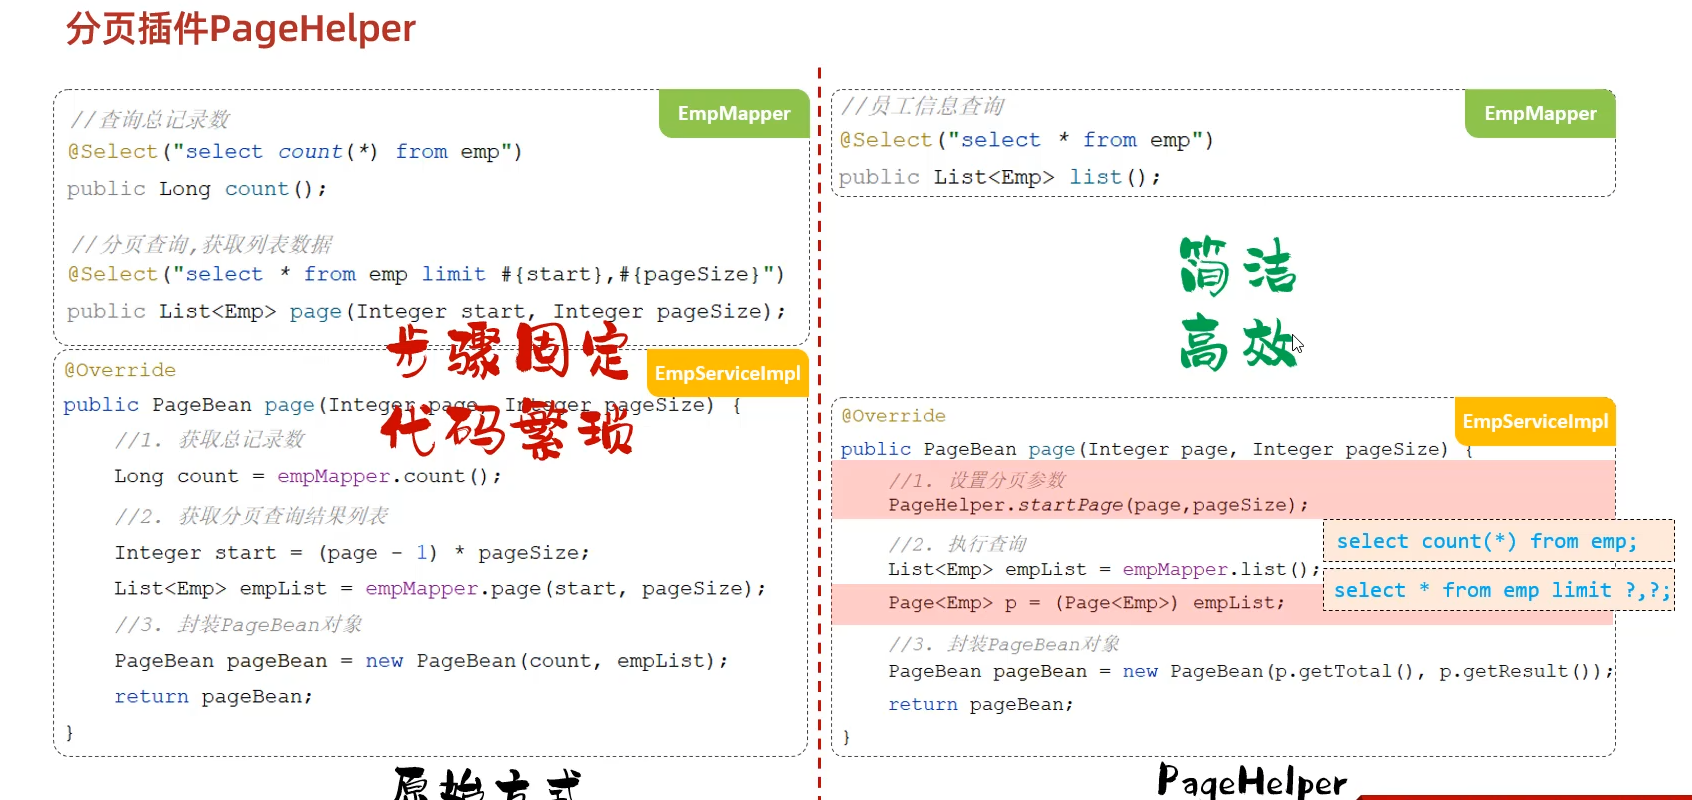 分页插件PageHelper
//查询总记录数
EmpMapper
@Select("select count(*) from emp")
public Long count();
//分页查询,获取列表数据
@Select("select * from emp limit #{start},#{pageSize}")
public List<Emp> page(Integer start, Integer pageSize);
步骤固定
代码繁琐
@Override
EmpServiceImpl
public PageBean page(Integer page, Integer pageSize) {
//1. 获取总记录数
Long count = empMapper.count();
//2. 获取分页查询结果列表
Integer start = (page - 1) * pageSize;
List<Emp> empList = empMapper.page(start, pageSize);
//3. 封装PageBean对象
PageBean pageBean = new PageBean(count, empList);
return pageBean;
}
原始方式
//员工信息查询
EmpMapper
@Select("select * from emp")
public List<Emp> list();
简洁
高效
@Override
EmpServiceImpl
public PageBean page(Integer page, Integer pageSize) {
//1. 设置分页参数
PageHelper.startPage(page,pageSize);
//2. 执行查询
List<Emp> empList = empMapper.list();
select count(*) from emp;
select * from emp limit ?,?;
Page<Emp> p = (Page<Emp>) empList;
//3. 封装PageBean对象
PageBean pageBean = new PageBean(p.getTotal(), p.getResult());
return pageBean;
}
PageHelper